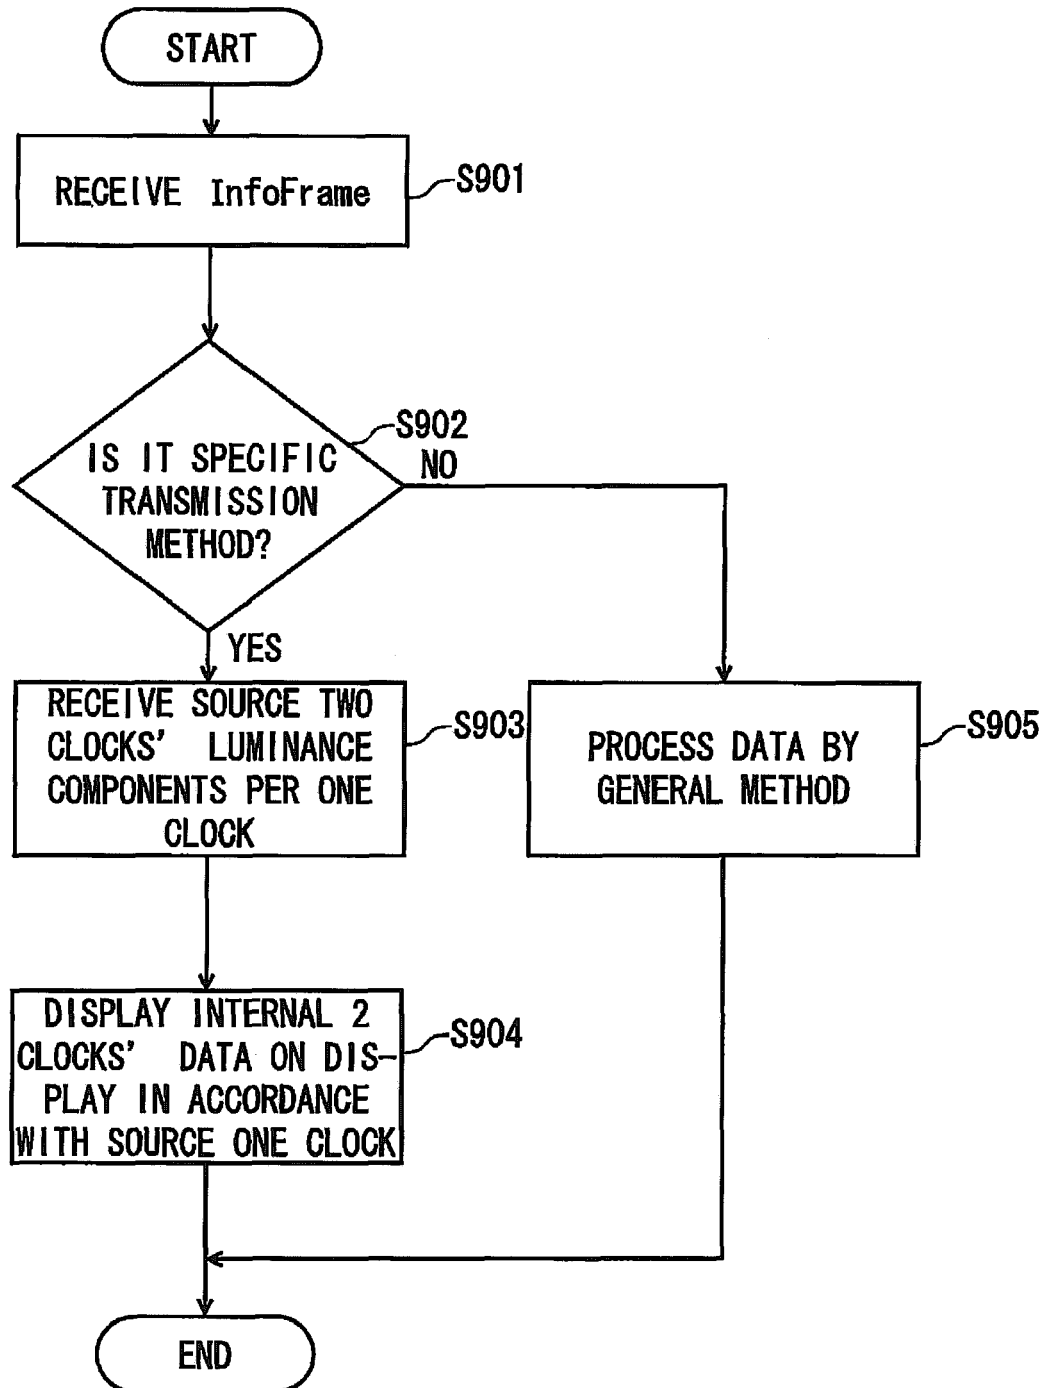 START
RECEIVE InfoFrame
S901
S902
IS IT SPECIFIC
TRANSMISSION
METHOD?
NO
YES
RECEIVE SOURCE TWO
CLOCKS' LUMINANCE
COMPONENTS PER ONE
CLOCK
S903
PROCESS DATA BY
GENERAL METHOD
S905
DISPLAY INTERNAL 2
CLOCKS' DATA ON DIS-
PLAY IN ACCORDANCE
WITH SOURCE ONE CLOCK
S904
END